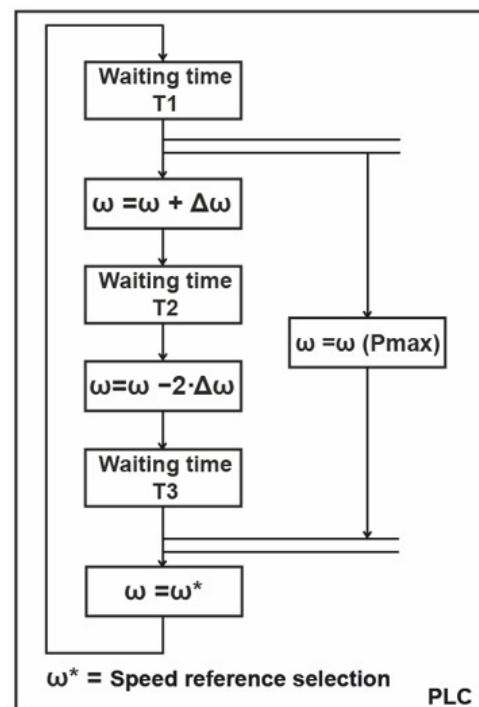 Waiting time
T1
ω =ω + Δω
Waiting time
T2
ω =ω (Pmax)
ω=ω −2·Δω
Waiting time
T3
ω =ω*
ω* = Speed reference selection
PLC